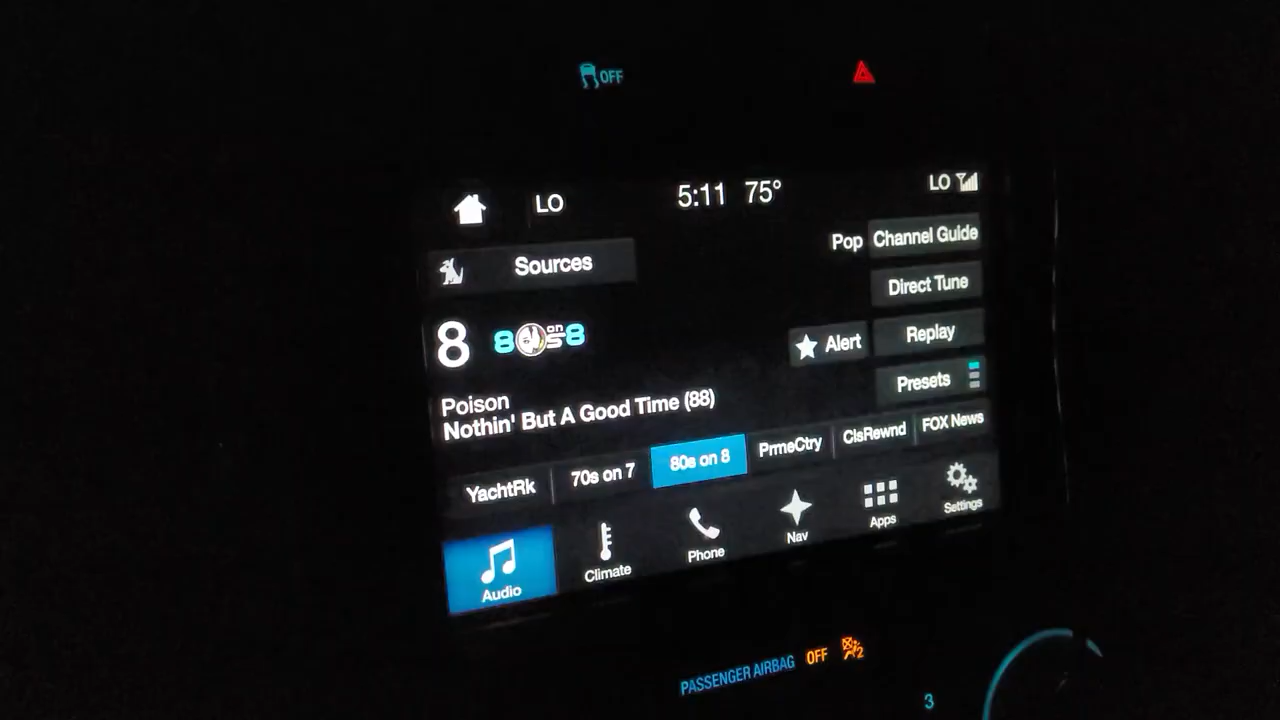 OFF
LO 5:11 75° LO
Sources
Pop Channel Guide
Direct Tune
8 80s on 8
Alert Replay
Presets
Poison
Nothin' But A Good Time (88)
YachtRk 70s on 7 80s on 8 PrmeCtry ClsRewnd FOX News
Audio Climate Phone Nav Apps Settings
PASSENGER AIRBAG OFF 2
3